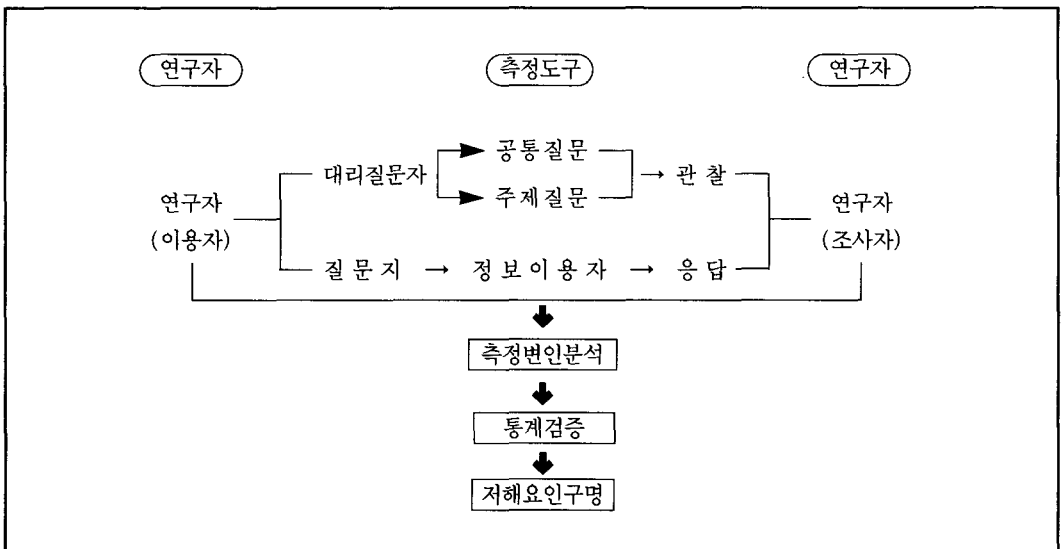 연구자 측정도구 연구자
공통질문
대리질문자 → 관찰
주제질문
연구자 연구자
(이용자) (조사자)
질문지 → 정보이용자 → 응답
측정변인분석
통계검증
저해요인구명